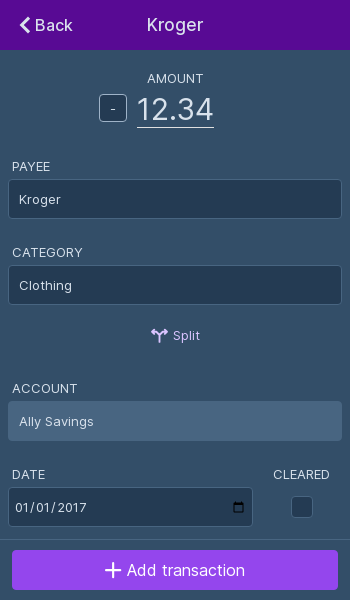 Back Kroger
AMOUNT
- 12.34
PAYEE
Kroger
CATEGORY
Clothing
Split
ACCOUNT
Ally Savings
DATE CLEARED
01/01/2017
Add transaction